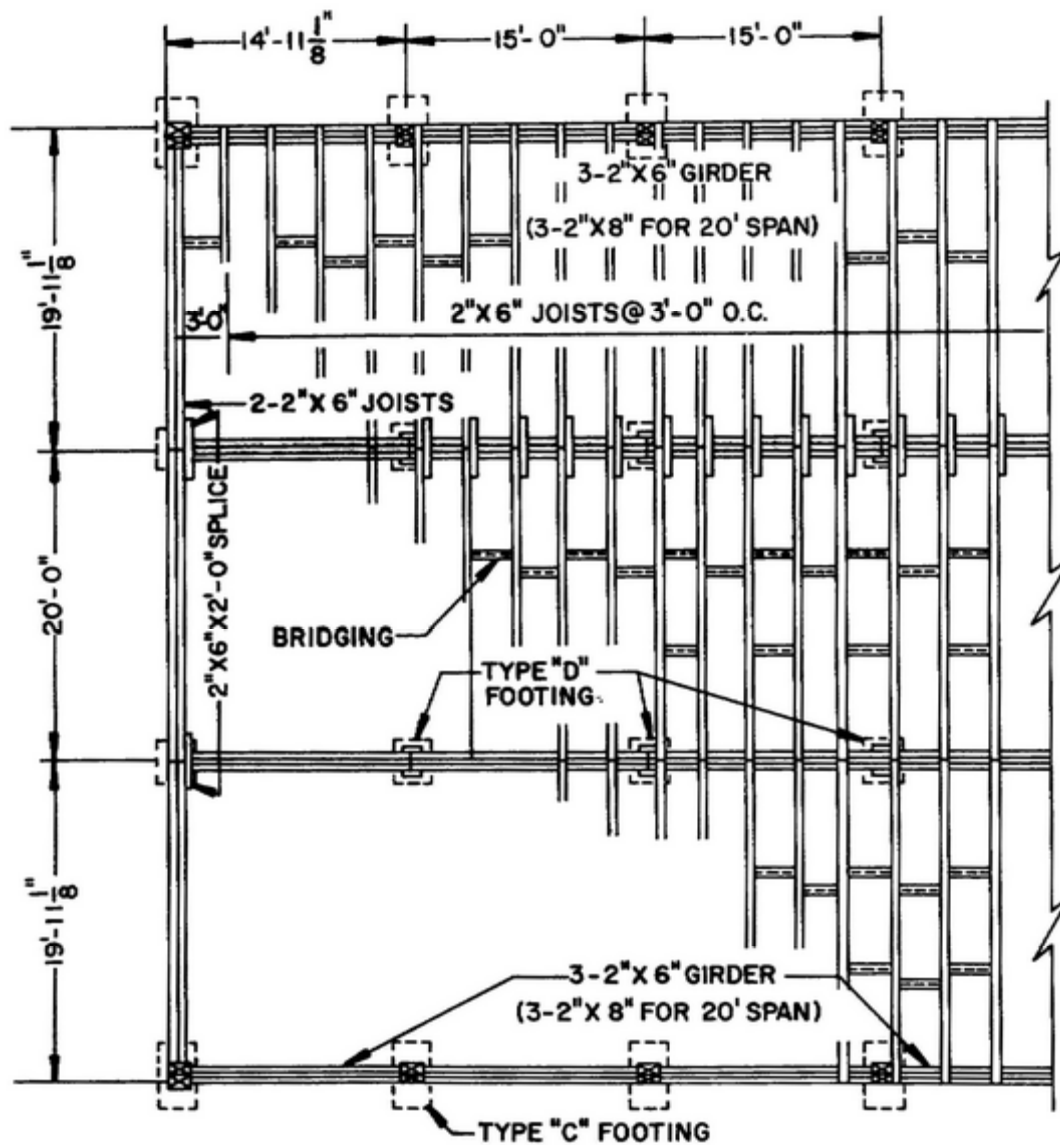 14'-11 1/8"
15'-0"
15'-0"
3-2"X6" GIRDER
(3-2"X8" FOR 20' SPAN)
19'-11 1/8"
3'-0"
2"X6" JOISTS@3'-0" O.C.
2-2"X6" JOISTS
2"X6"X2'-0" SPLICE
20'-0"
BRIDGING
TYPE "D"
FOOTING
19'-11 1/8"
3-2"X6" GIRDER
(3-2"X8" FOR 20' SPAN)
TYPE "C" FOOTING